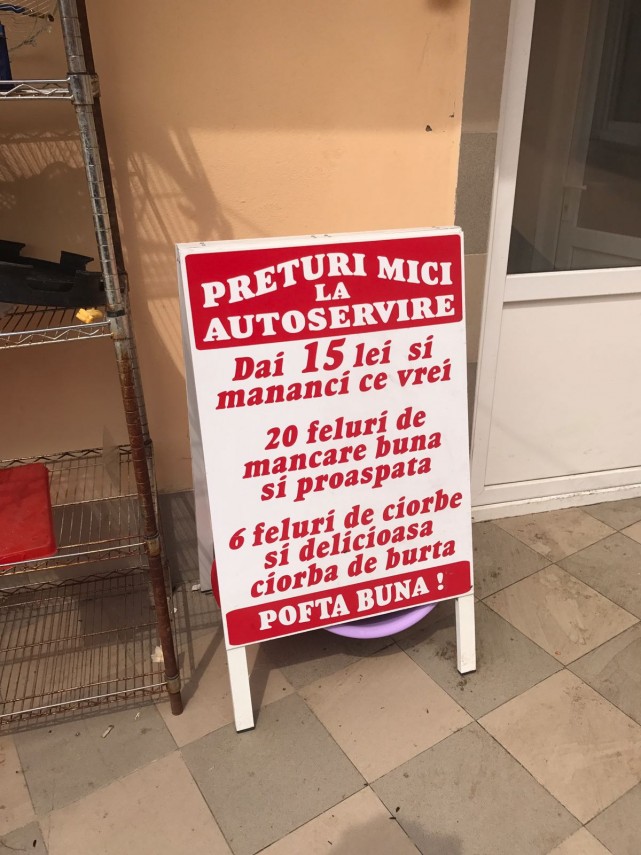 PRETURI MICI
LA
AUTOSERVIRE
Dai 15 lei si
mananci ce vrei
20 feluri de
mancare buna
si proaspata
6 feluri de ciorbe
si delicioasa
ciorba de burta
POFTA BUNA !